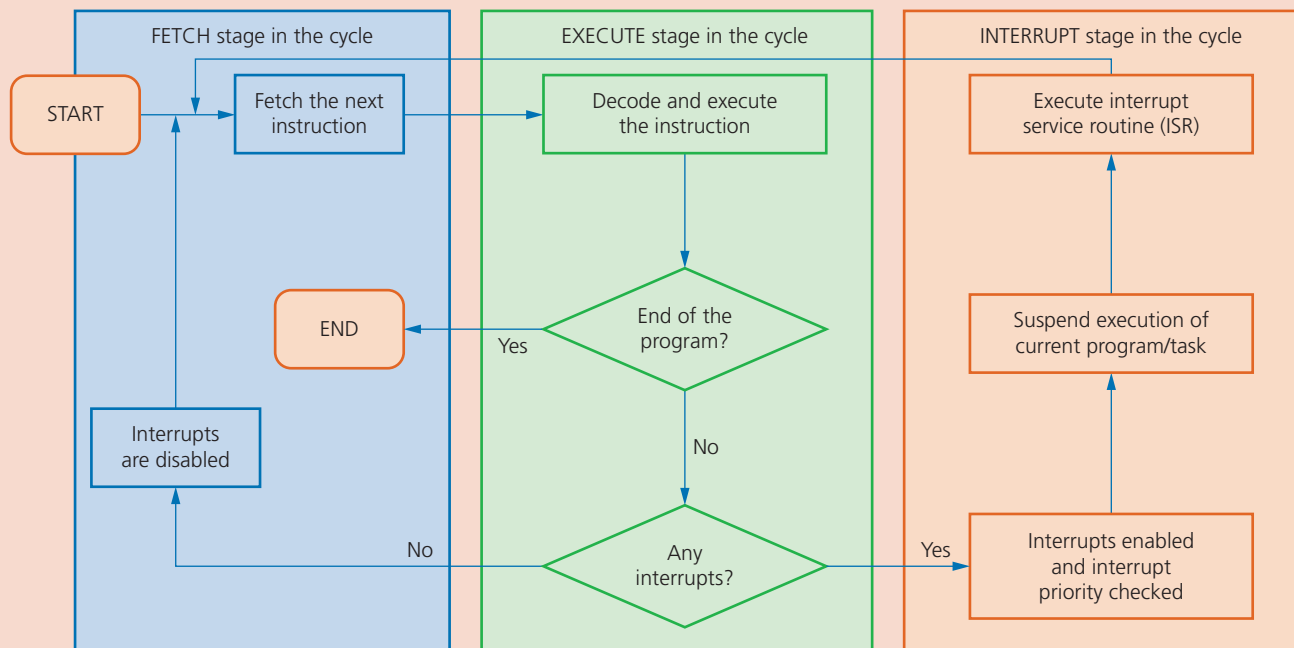 FETCH stage in the cycle
EXECUTE stage in the cycle
INTERRUPT stage in the cycle
START
Fetch the next
instruction
Decode and execute
the instruction
Execute interrupt
service routine (ISR)
END
Yes
End of the
program?
Suspend execution of
current program/task
Interrupts
are disabled
No
No
Any
interrupts?
Yes
Interrupts enabled
and interrupt
priority checked